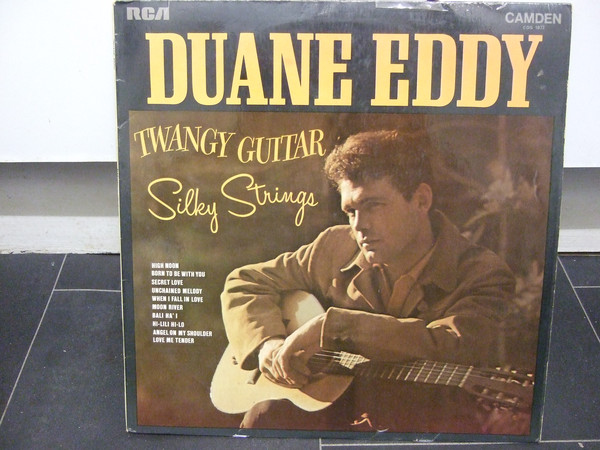 RCA
CAMDEN
DUANE EDDY
TWANGY GUITAR
Silky Strings
HIGH NOON
BORN TO BE WITH YOU
SECRET LOVE
UNCHAINED MELODY
WHEN I FALL IN LOVE
MOON RIVER
BALI HA' I
HI-LILI HI-LO
ANGEL ON MY SHOULDER
LOVE ME TENDER